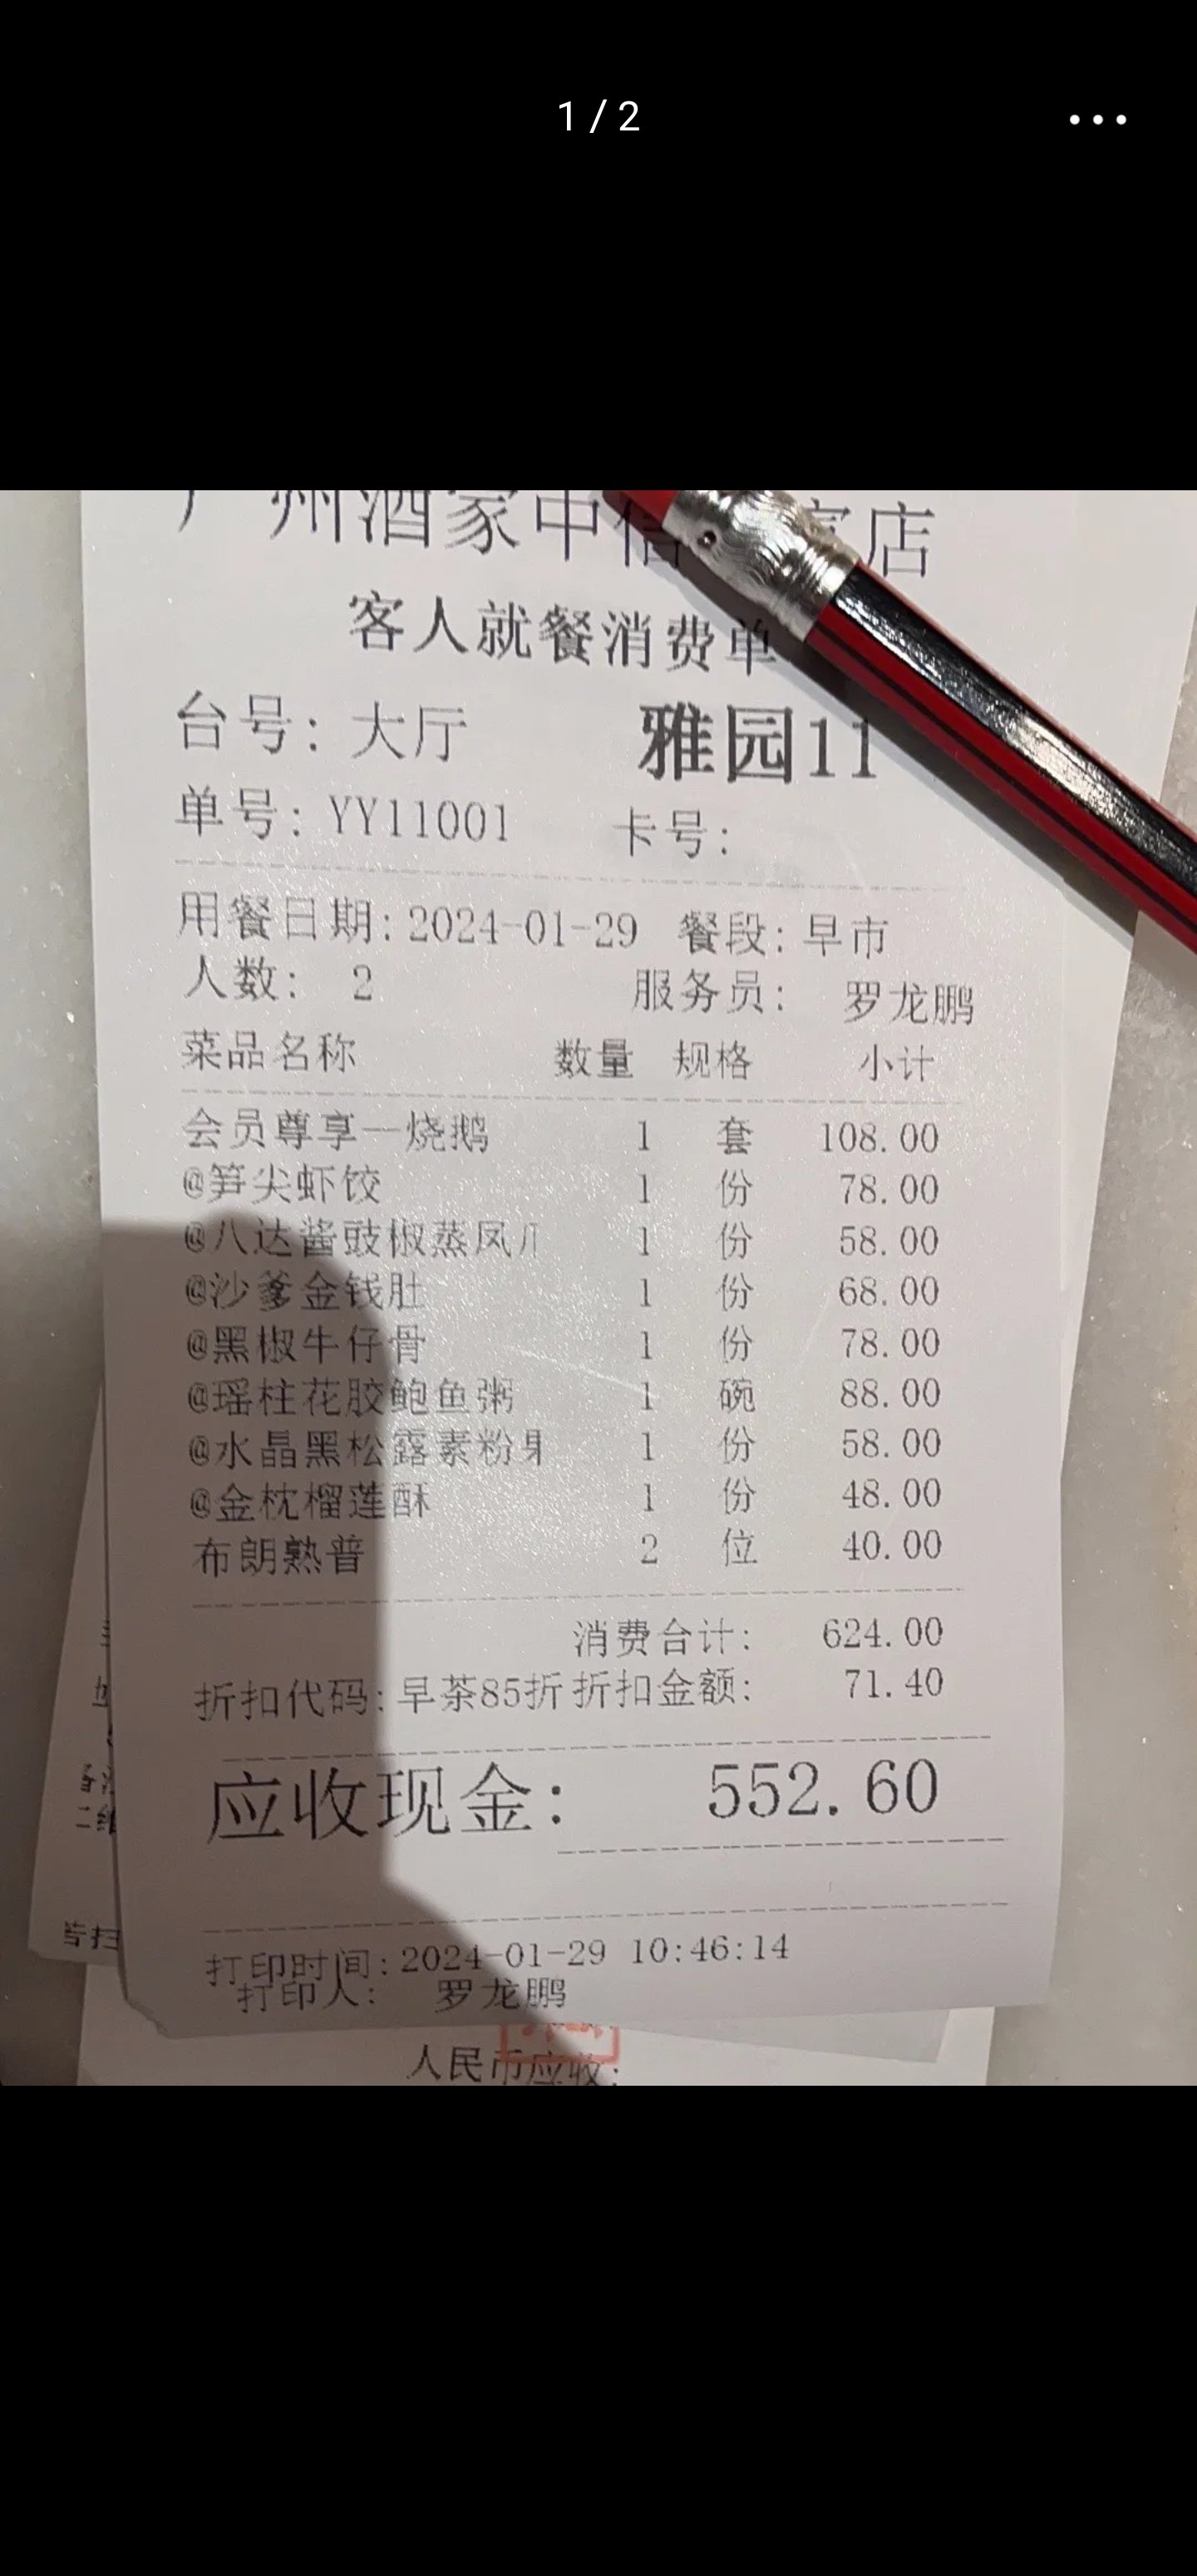 1 / 2
广州酒家中信 店
客人就餐消费单
台号: 大厅 雅园11
单号: YY11001 卡号:
用餐日期: 2024-01-29 餐段: 早市
人数: 2 服务员: 罗龙鹏
菜品名称 数量 规格 小计
会员尊享—烧鹅 1 套 108.00
@笋尖虾饺 1 份 78.00
@八达酱豉椒蒸凤 1 份 58.00
@沙爹金钱肚 1 份 68.00
@黑椒牛仔骨 1 份 78.00
@瑶柱花胶鲍鱼粥 1 碗 88.00
@水晶黑松露素粉果 1 份 58.00
@金枕榴莲酥 1 份 48.00
布朗熟普 2 位 40.00
消费合计: 624.00
折扣代码: 早茶85折 折扣金额: 71.40
应收现金: 552.60
打印时间: 2024-01-29 10:46:14
打印人: 罗龙鹏
人民币应收: